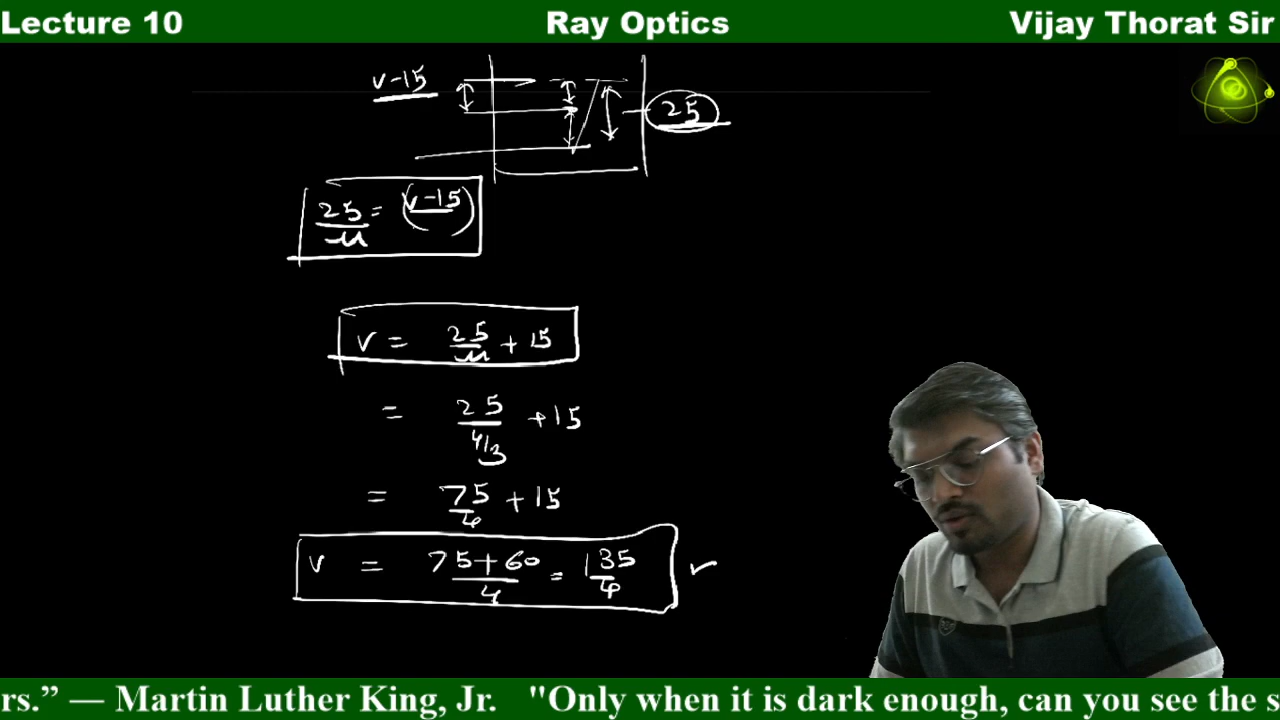 Lecture 10 Ray Optics Vijay Thorat Sir
v-15
25
25/μ = (v-15)
v = 25/μ + 15
= 25/4/3 + 15
= 75/4 + 15
v = 75+60/4 = 135/4
rs.” — Martin Luther King, Jr. "Only when it is dark enough, can you see the s